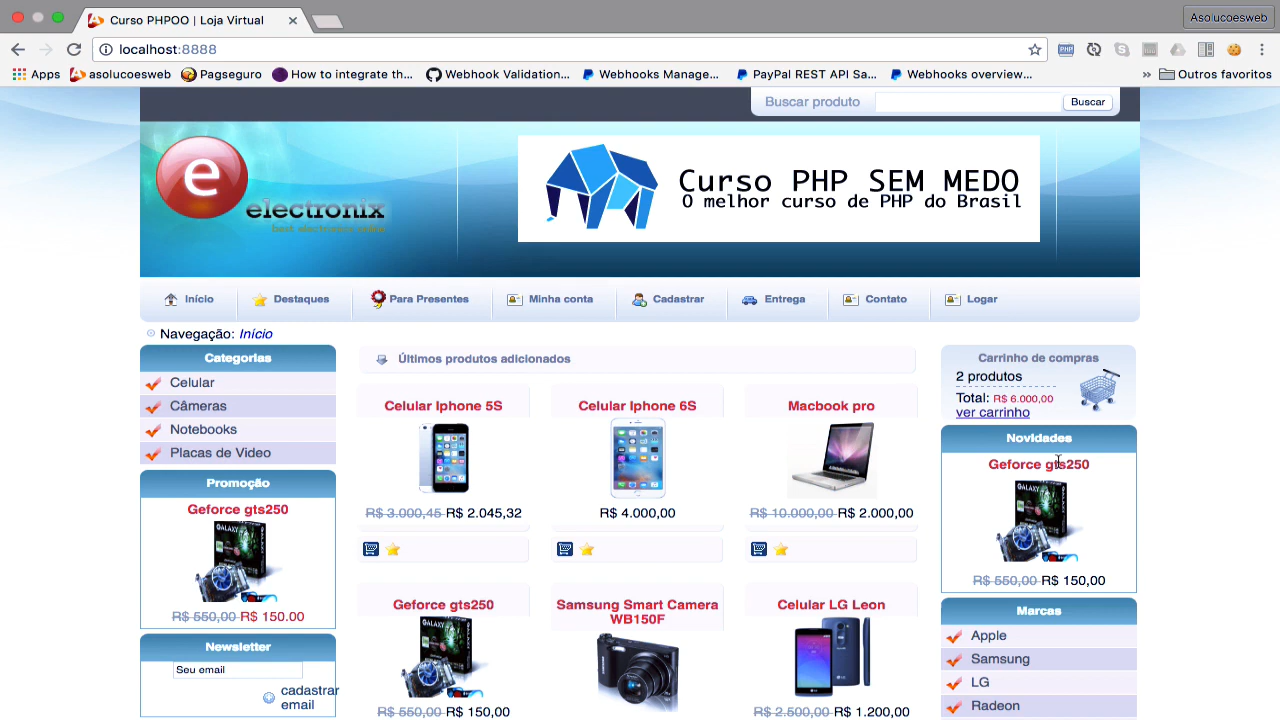 Curso PHPOO | Loja Virtual
Asolucoesweb
localhost:8888
Apps
asolucoesweb
Pagseguro
How to integrate th...
Webhook Validation...
Webhooks Manage...
PayPal REST API Sa...
Webhooks overview...
»
Outros favoritos
Buscar produto
Buscar
e
electronix
best electronics online
Curso PHP SEM MEDO
O melhor curso de PHP do Brasil
Início
Destaques
Para Presentes
Minha conta
Cadastrar
Entrega
Contato
Logar
Navegação: Início
Categorias
Celular
Câmeras
Notebooks
Placas de Video
Promoção
Geforce gts250
GALAXY
R$ 550,00 R$ 150.00
Newsletter
Seu email
cadastrar
email
Últimos produtos adicionados
Celular Iphone 5S
R$ 3.000,45 R$ 2.045,32
Celular Iphone 6S
R$ 4.000,00
Macbook pro
R$ 10.000,00 R$ 2.000,00
Geforce gts250
GALAXY
R$ 550,00 R$ 150,00
Samsung Smart Camera
WB150F
Celular LG Leon
R$ 2.500,00 R$ 1.200,00
Carrinho de compras
2 produtos
Total: R$ 6.000,00
ver carrinho
Novidades
Geforce gts250
GALAXY
R$ 550,00 R$ 150,00
Marcas
Apple
Samsung
LG
Radeon